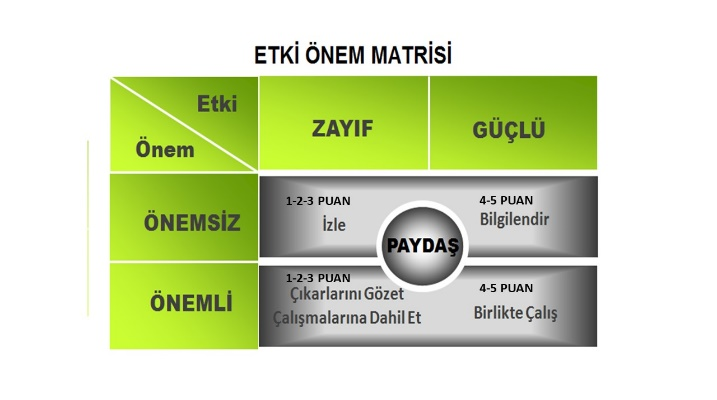 ETKİ ÖNEM MATRİSİ
Etki
Önem
ZAYIF
GÜÇLÜ
ÖNEMSİZ
1-2-3 PUAN
İzle
4-5 PUAN
Bilgilendir
PAYDAŞ
ÖNEMLİ
1-2-3 PUAN
Çıkarlarını Gözet
Çalışmalarına Dahil Et
4-5 PUAN
Birlikte Çalış